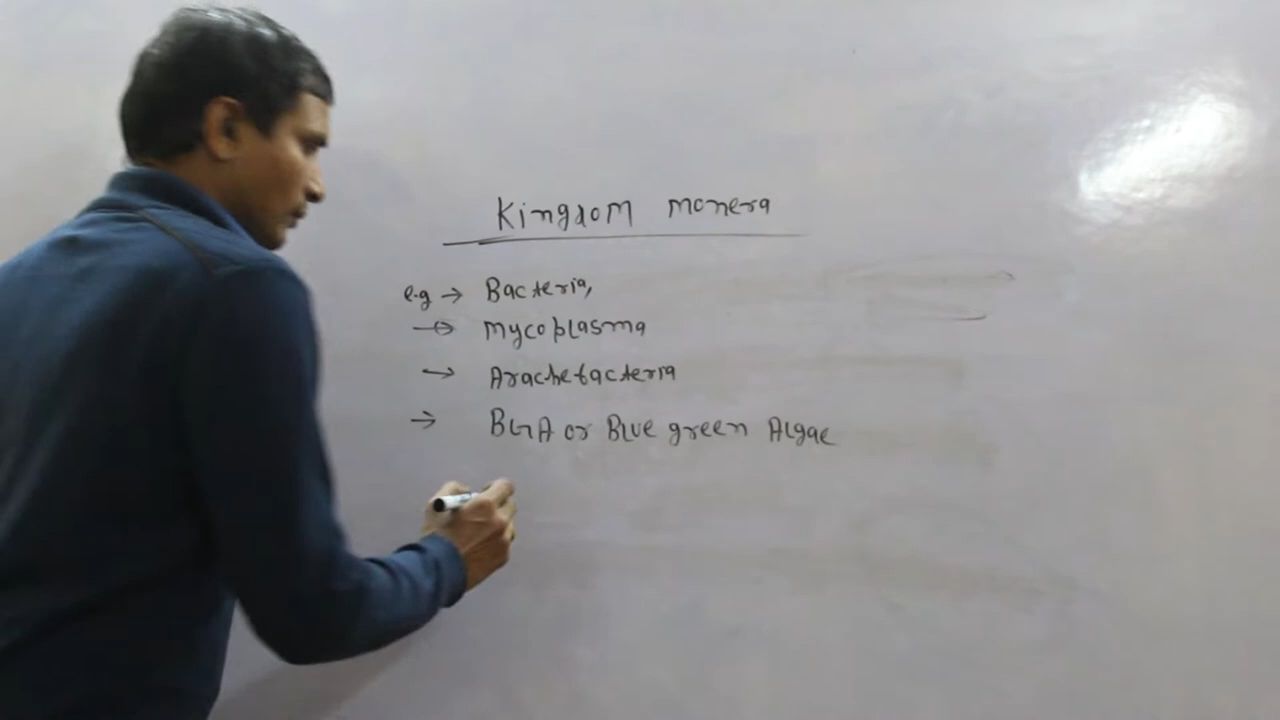 Kingdom monera
e.g → Bacteria,
→ mycoplasma
→ Arachebacteria
→ BGA or Blue green Algae